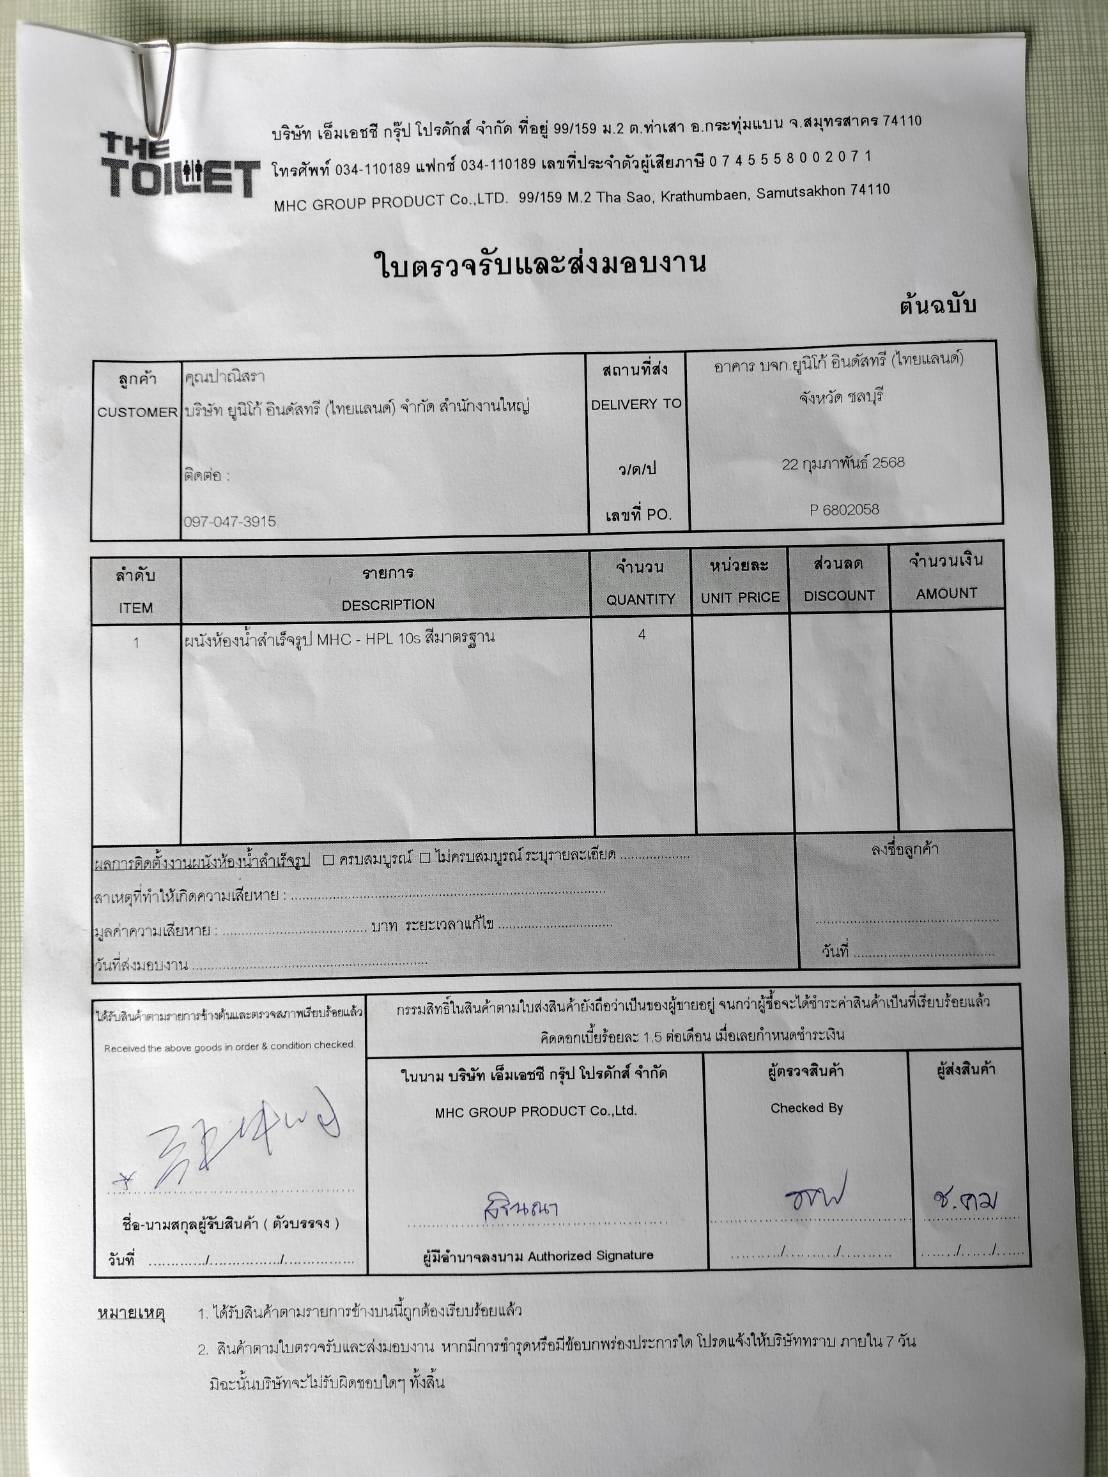 THE
TOILET
บริษัท เอ็มเอชซี กรุ๊ป โปรดักส์ จำกัด ที่อยู่ 99/159 ม.2 ต.ท่าเสา อ.กระทุ่มแบน จ.สมุทรสาคร 74110
โทรศัพท์ 034-110189 แฟกซ์ 034-110189 เลขที่ประจำตัวผู้เสียภาษี 0 7 4 5 5 5 8 0 0 2 0 7 1
MHC GROUP PRODUCT Co.,LTD. 99/159 M.2 Tha Sao, Krathumbaen, Samutsakhon 74110
ใบตรวจรับและส่งมอบงาน
ต้นฉบับ
ลูกค้า คุณปาณิสรา สถานที่ส่ง อาคาร บจก.ยูนิโก้ อินดัสทรี (ไทยแลนด์)
CUSTOMER บริษัท ยูนิโก้ อินดัสทรี (ไทยแลนด์) จำกัด สำนักงานใหญ่ DELIVERY TO จังหวัด ชลบุรี
ติดต่อ : ว/ด/ป 22 กุมภาพันธ์ 2568
097-047-3915 เลขที่ PO. P 6802058
ลำดับ รายการ จำนวน หน่วยละ ส่วนลด จำนวนเงิน
ITEM DESCRIPTION QUANTITY UNIT PRICE DISCOUNT AMOUNT
1 ผนังห้องน้ำสำเร็จรูป MHC - HPL 10s สีมาตรฐาน 4
ผลการติดตั้งงานผนังห้องน้ำสำเร็จรูป ☐ ครบสมบูรณ์ ☐ ไม่ครบสมบูรณ์ ระบุรายละเอียด .................... ลงชื่อลูกค้า
สาเหตุที่ทำให้เกิดความเสียหาย : ..........................................................
มูลค่าความเสียหาย : .................................... บาท ระยะเวลาแก้ไข ..............................
วันที่ส่งมอบงาน .......................................................... วันที่ ....................................
ได้รับสินค้าตามรายการข้างต้นและตรวจสภาพเรียบร้อยแล้ว
Received the above goods in order & condition checked.
กรรมสิทธิ์ในสินค้าตามใบส่งสินค้ายังถือว่าเป็นของผู้ขายอยู่ จนกว่าผู้ซื้อจะได้ชำระค่าสินค้าเป็นที่เรียบร้อยแล้ว
คิดดอกเบี้ยร้อยละ 1.5 ต่อเดือน เมื่อเลยกำหนดชำระเงิน
ในนาม บริษัท เอ็มเอชซี กรุ๊ป โปรดักส์ จำกัด ผู้ตรวจสินค้า ผู้ส่งสินค้า
MHC GROUP PRODUCT Co.,Ltd. Checked By
ช.คม
ชื่อ-นามสกุลผู้รับสินค้า ( ตัวบรรจง )
วันที่ ............./................/................ ผู้มีอำนาจลงนาม Authorized Signature ............/............/............ ......../......./......
หมายเหตุ 1. ได้รับสินค้าตามรายการข้างบนนี้ถูกต้องเรียบร้อยแล้ว
2. สินค้าตามใบตรวจรับและส่งมอบงาน หากมีการชำรุดหรือมีข้อบกพร่องประการใด โปรดแจ้งให้บริษัททราบ ภายใน 7 วัน
มิฉะนั้นบริษัทจะไม่รับผิดชอบใดๆ ทั้งสิ้น